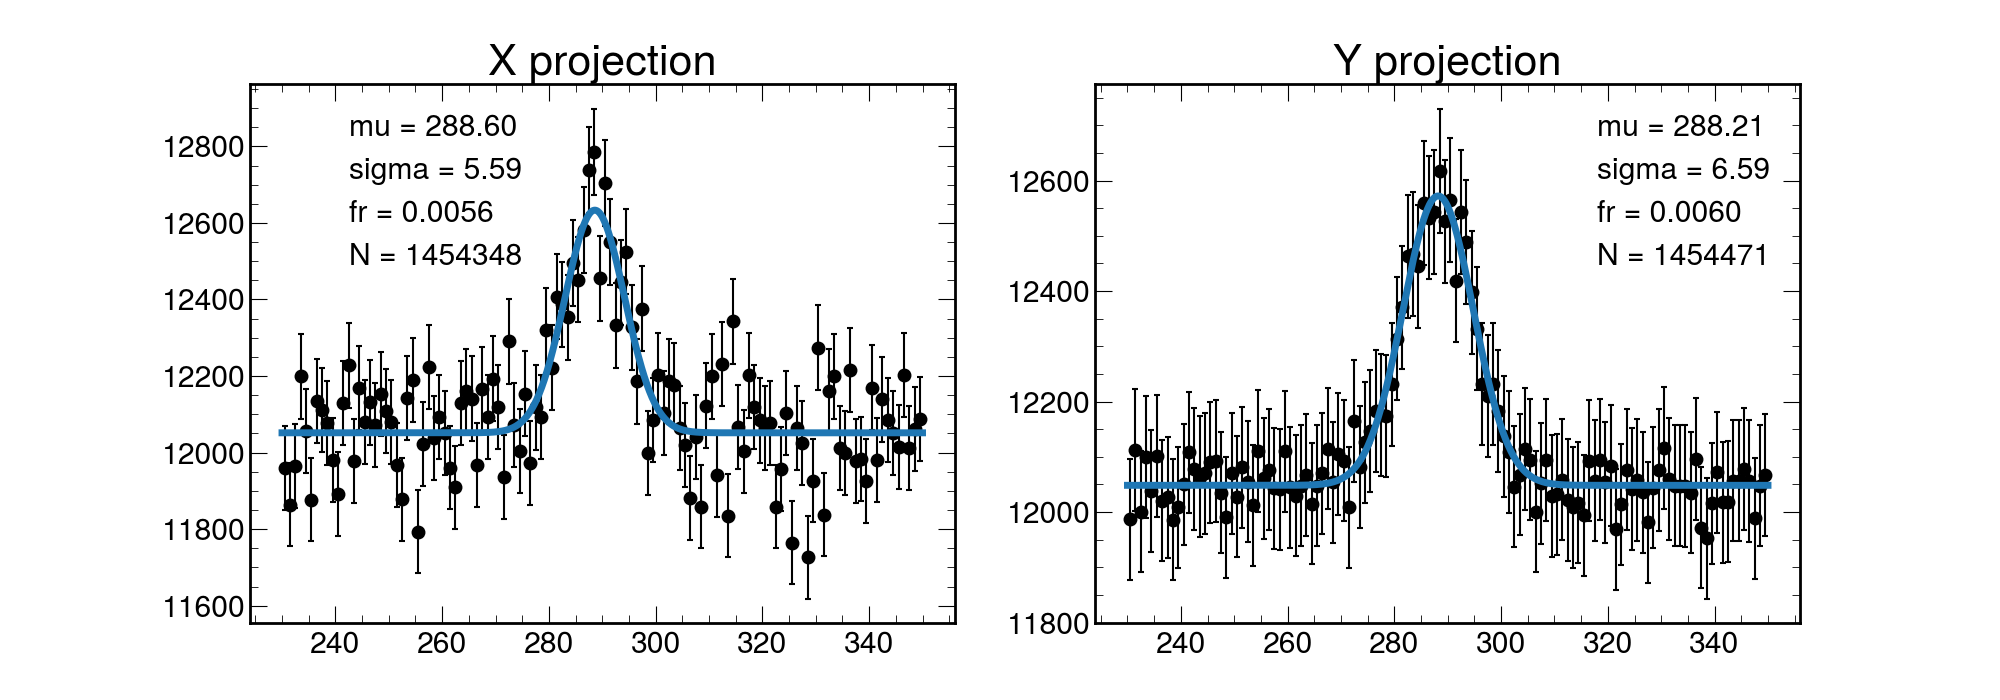 X projection
mu = 288.60
sigma = 5.59
fr = 0.0056
N = 1454348
12800
12600
12400
12200
12000
11800
11600
240 260 280 300 320 340
Y projection
mu = 288.21
sigma = 6.59
fr = 0.0060
N = 1454471
12600
12400
12200
12000
11800
240 260 280 300 320 340